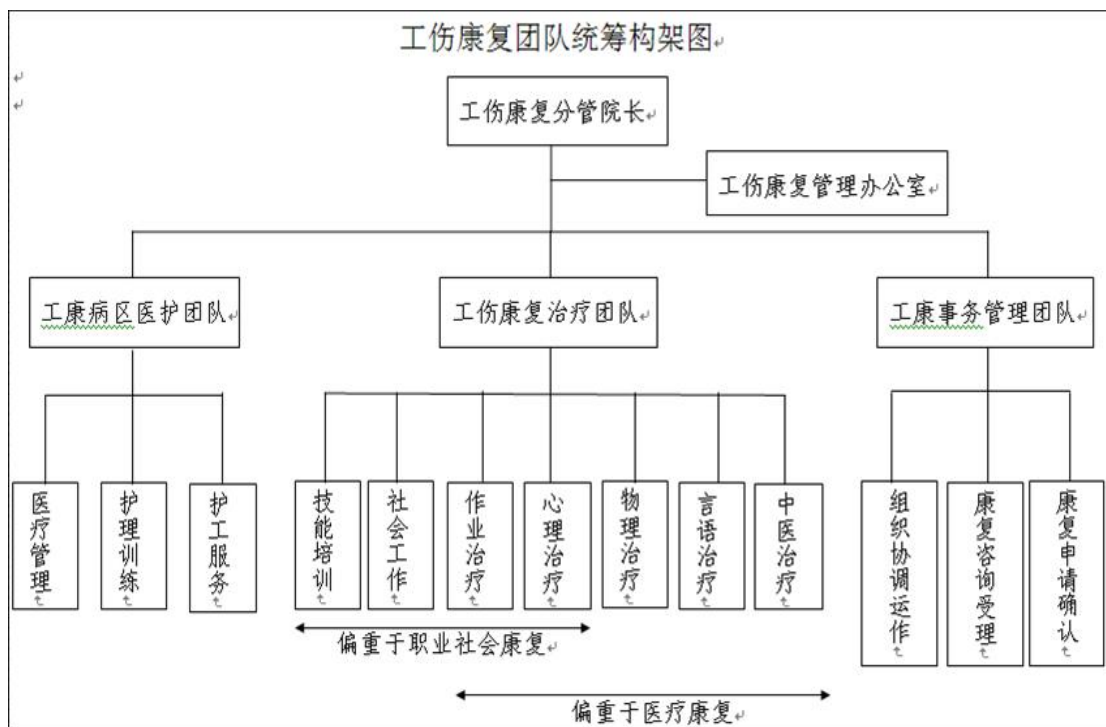 工伤康复团队统筹构架图
工伤康复分管院长
工伤康复管理办公室
工康病区医护团队
工伤康复治疗团队
工康事务管理团队
医疗管理
护理训练
护工服务
技能培训
社会工作
作业治疗
心理治疗
物理治疗
言语治疗
中医治疗
组织协调运作
康复咨询受理
康复申请确认
偏重于职业社会康复
偏重于医疗康复